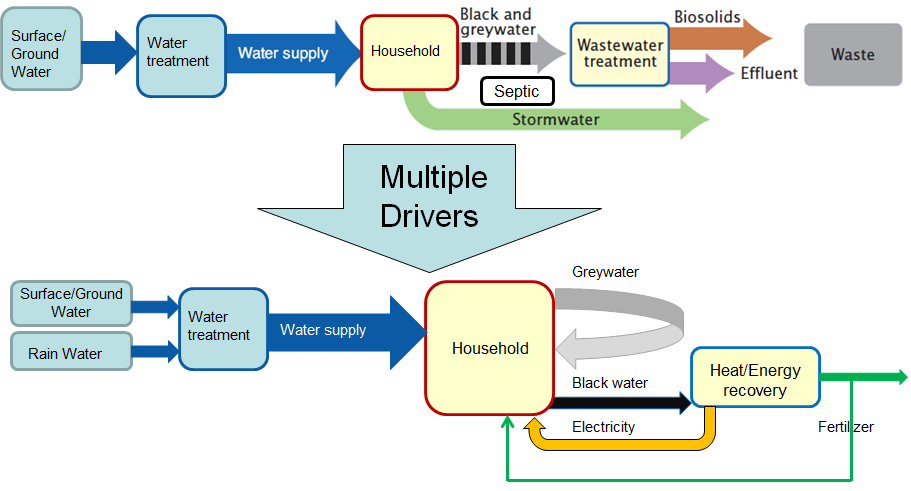 Surface/
Ground
Water
Water
treatment
Water supply
Household
Black and
greywater
Septic
Wastewater
treatment
Biosolids
Effluent
Waste
Stormwater
Multiple
Drivers
Surface/Ground
Water
Rain Water
Water
treatment
Water supply
Household
Greywater
Black water
Heat/Energy
recovery
Electricity
Fertilizer